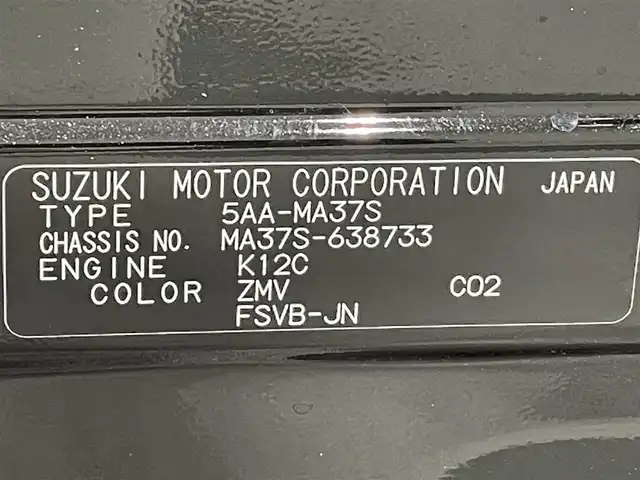 SUZUKI MOTOR CORPORATION JAPAN
TYPE 5AA-MA37S
CHASSIS NO. MA37S-638733
ENGINE K12C
COLOR ZMV C02
FSVB-JN